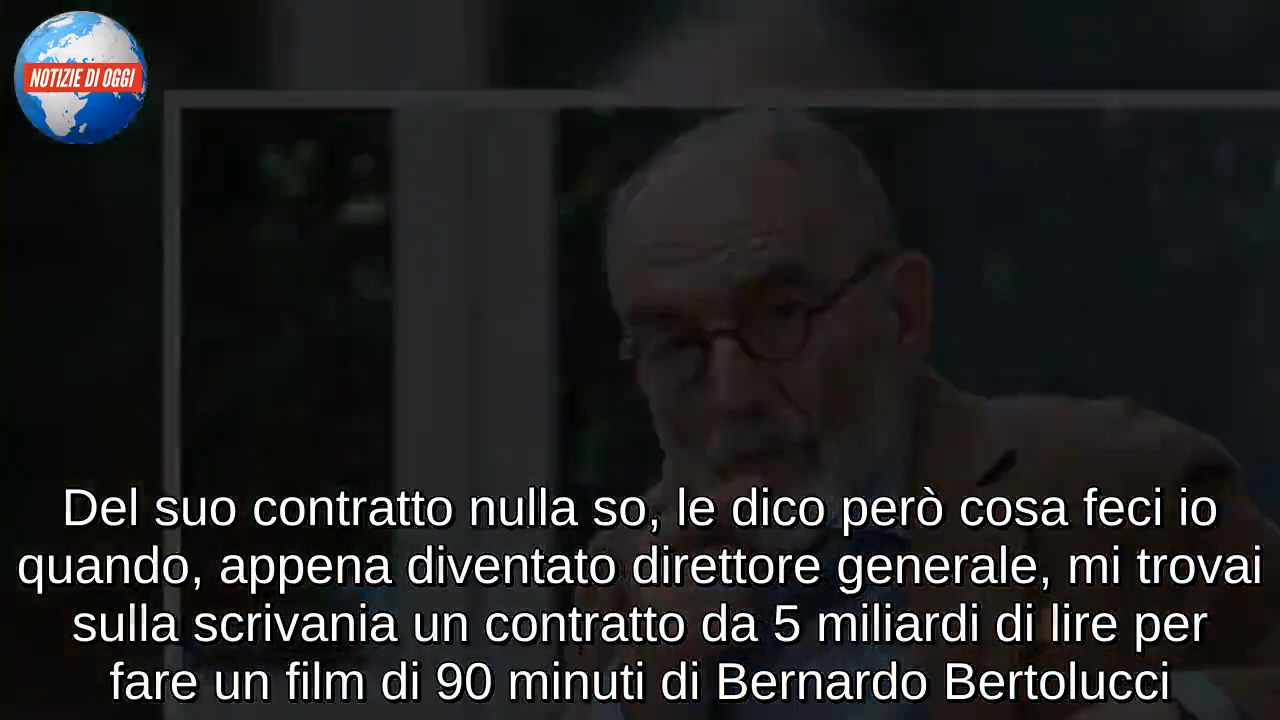 NOTIZIE DI OGGI
Del suo contratto nulla so, le dico però cosa feci io
quando, appena diventato direttore generale, mi trovai
sulla scrivania un contratto da 5 miliardi di lire per
fare un film di 90 minuti di Bernardo Bertolucci